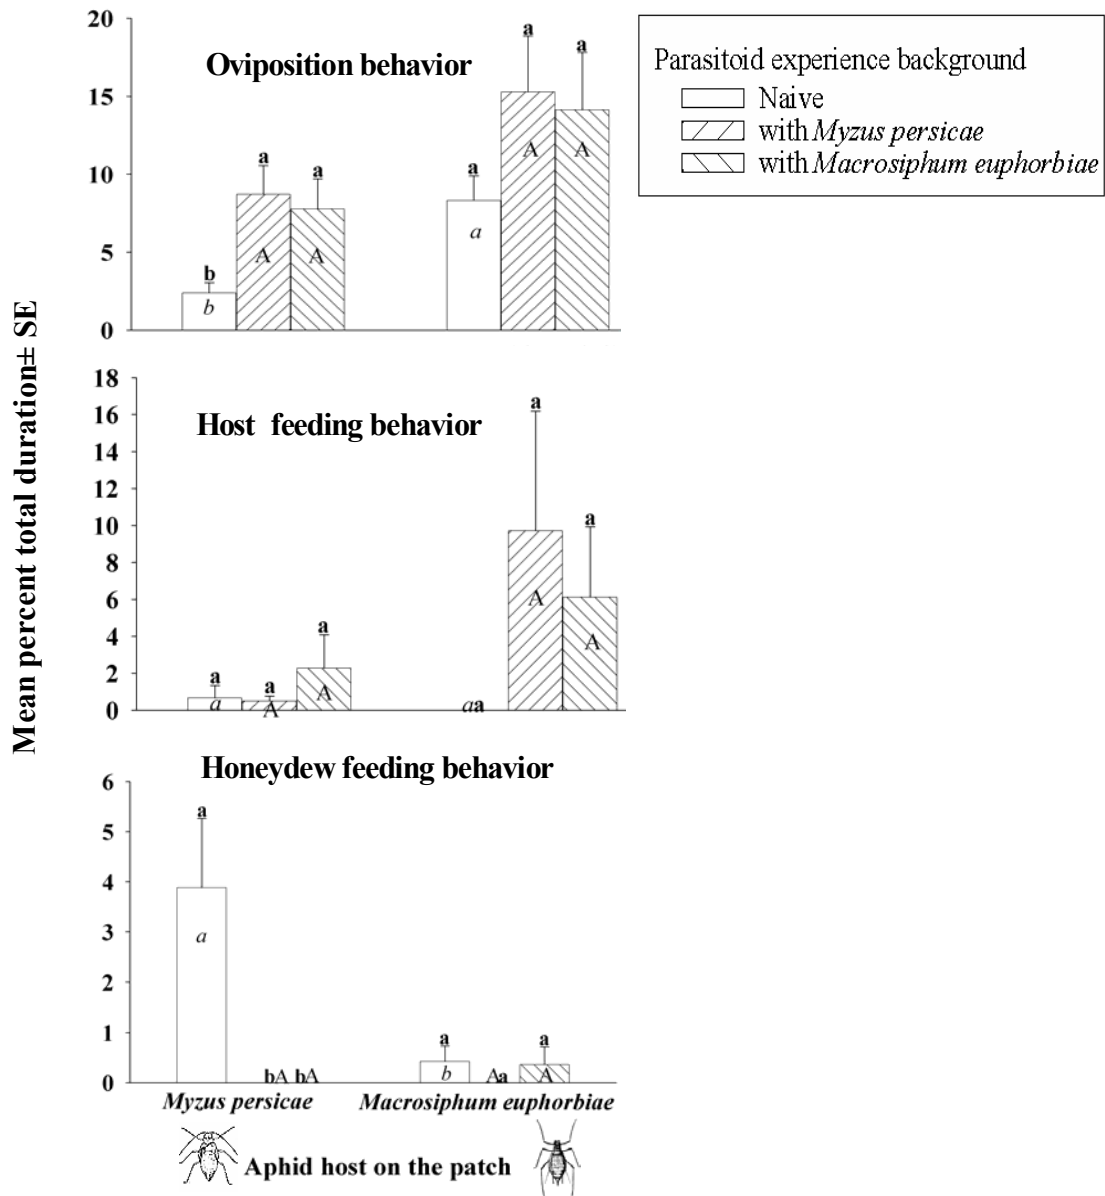 Mean percent total duration± SE
20
15
10
5
0
Oviposition behavior
b
b
a
A
a
A
a
a
a
A
a
A
Parasitoid experience background
Naive
with Myzus persicae
with Macrosiphum euphorbiae
18
16
14
12
10
8
6
4
2
0
Host feeding behavior
a
a
a
A
a
A
aa
a
A
a
A
Honeydew feeding behavior
6
5
4
3
2
1
0
a
a
bA bA
a
b
Aa
a
A
Myzus persicae Macrosiphum euphorbiae
Aphid host on the patch